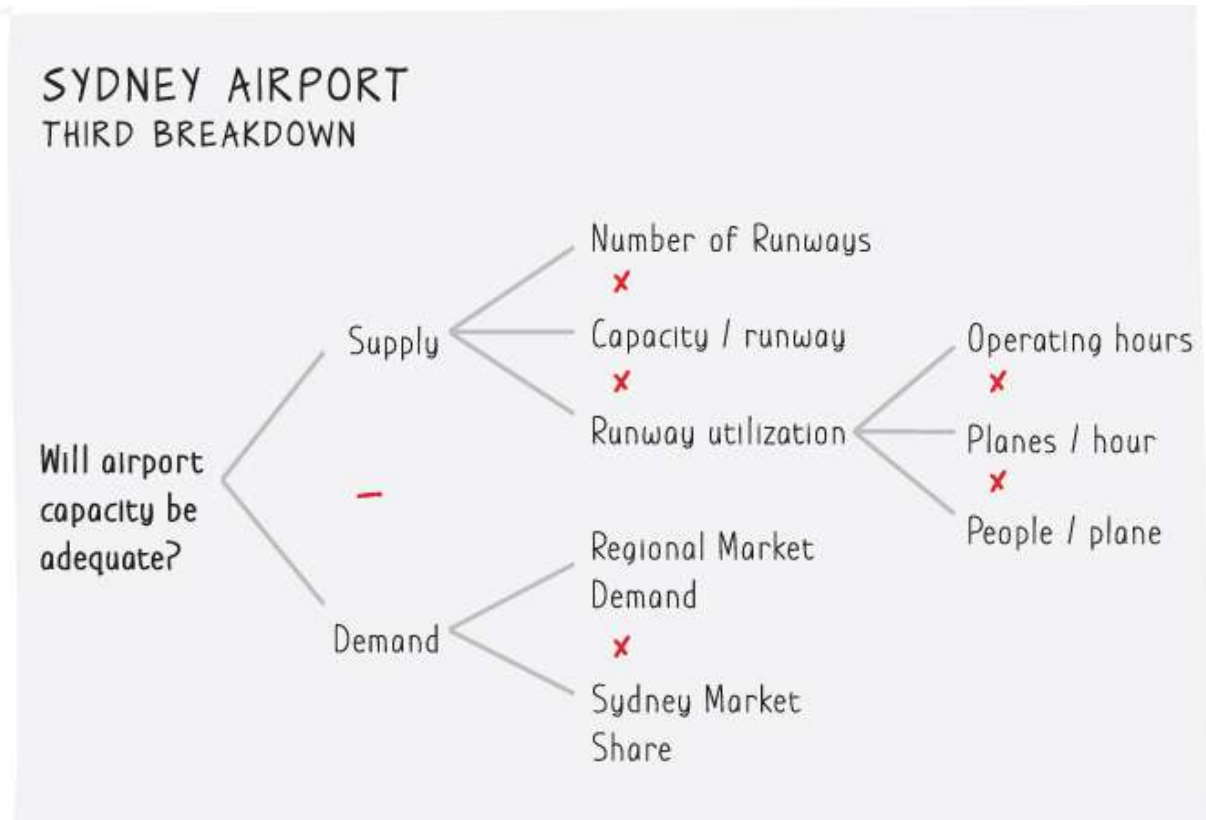 SYDNEY AIRPORT
THIRD BREAKDOWN
Will airport
capacity be
adequate?
Supply
–
Demand
Number of Runways
x
Capacity / runway
x
Runway utilization
Regional Market
Demand
x
Sydney Market
Share
Operating hours
x
Planes / hour
x
People / plane